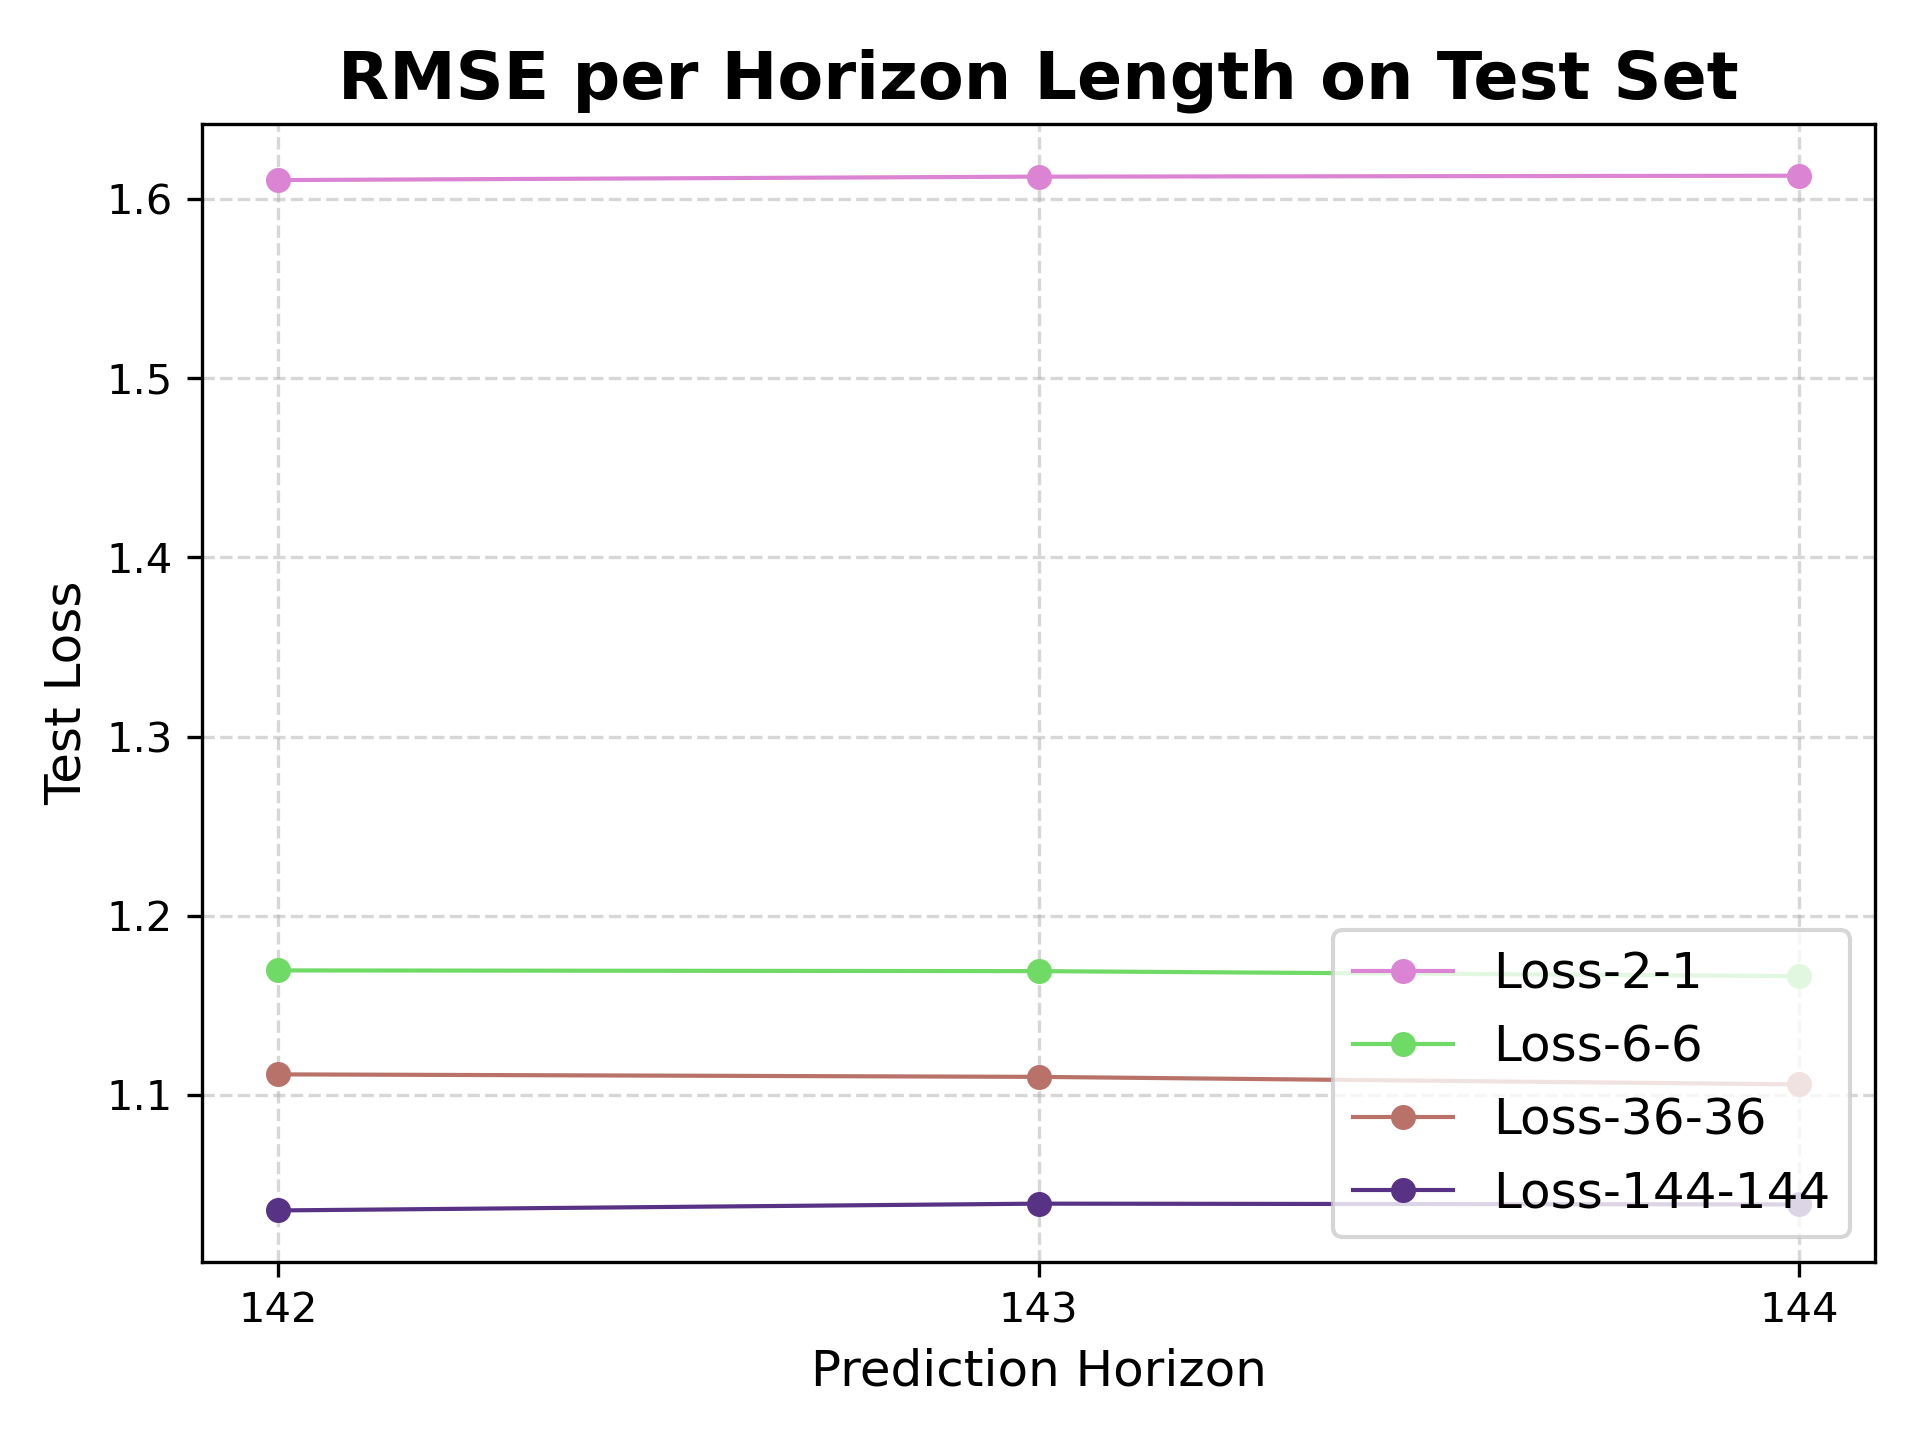 RMSE per Horizon Length on Test Set
1.6
1.5
1.4
1.3
1.2
1.1
Test Loss
Loss-2-1
Loss-6-6
Loss-36-36
Loss-144-144
142 143 144
Prediction Horizon